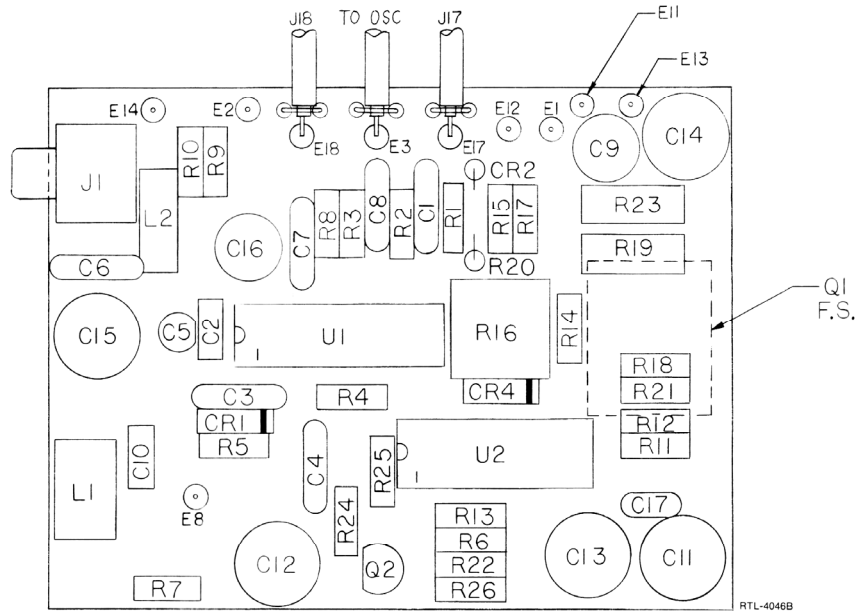 J18 TO OSC J17 E11
E13
E14 E2 E12 E1
E18 E3 E17 C9 C14
J1 R10 R9 CR2
L2 R8 R3 C8 R2 C1 R1 R15 R17 R23
C16 C7
C6 R20 R19
Q1
F.S.
C15 C5 C2 U1 R16 R14
1
R18
CR4 R21
C3 R4
CR1 R12
R5 R11
C10 C4 R25 U2
1
L1
E8 R24 C17
R13
R6
C12 Q2 R22 C13 C11
R7 R26
RTL-4046B